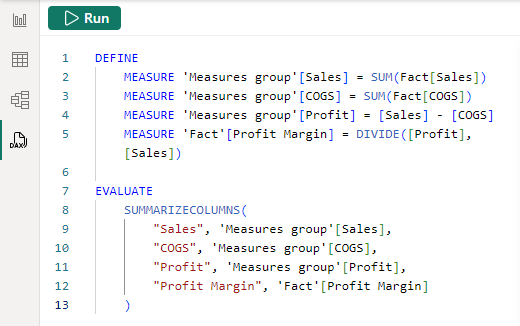 Run
1 DEFINE
2 MEASURE 'Measures group'[Sales] = SUM(Fact[Sales])
3 MEASURE 'Measures group'[COGS] = SUM(Fact[COGS])
4 MEASURE 'Measures group'[Profit] = [Sales] - [COGS]
5 MEASURE 'Fact'[Profit Margin] = DIVIDE([Profit],
[Sales])
6
7 EVALUATE
8 SUMMARIZECOLUMNS(
9 "Sales", 'Measures group'[Sales],
10 "COGS", 'Measures group'[COGS],
11 "Profit", 'Measures group'[Profit],
12 "Profit Margin", 'Fact'[Profit Margin]
13 )
DAX